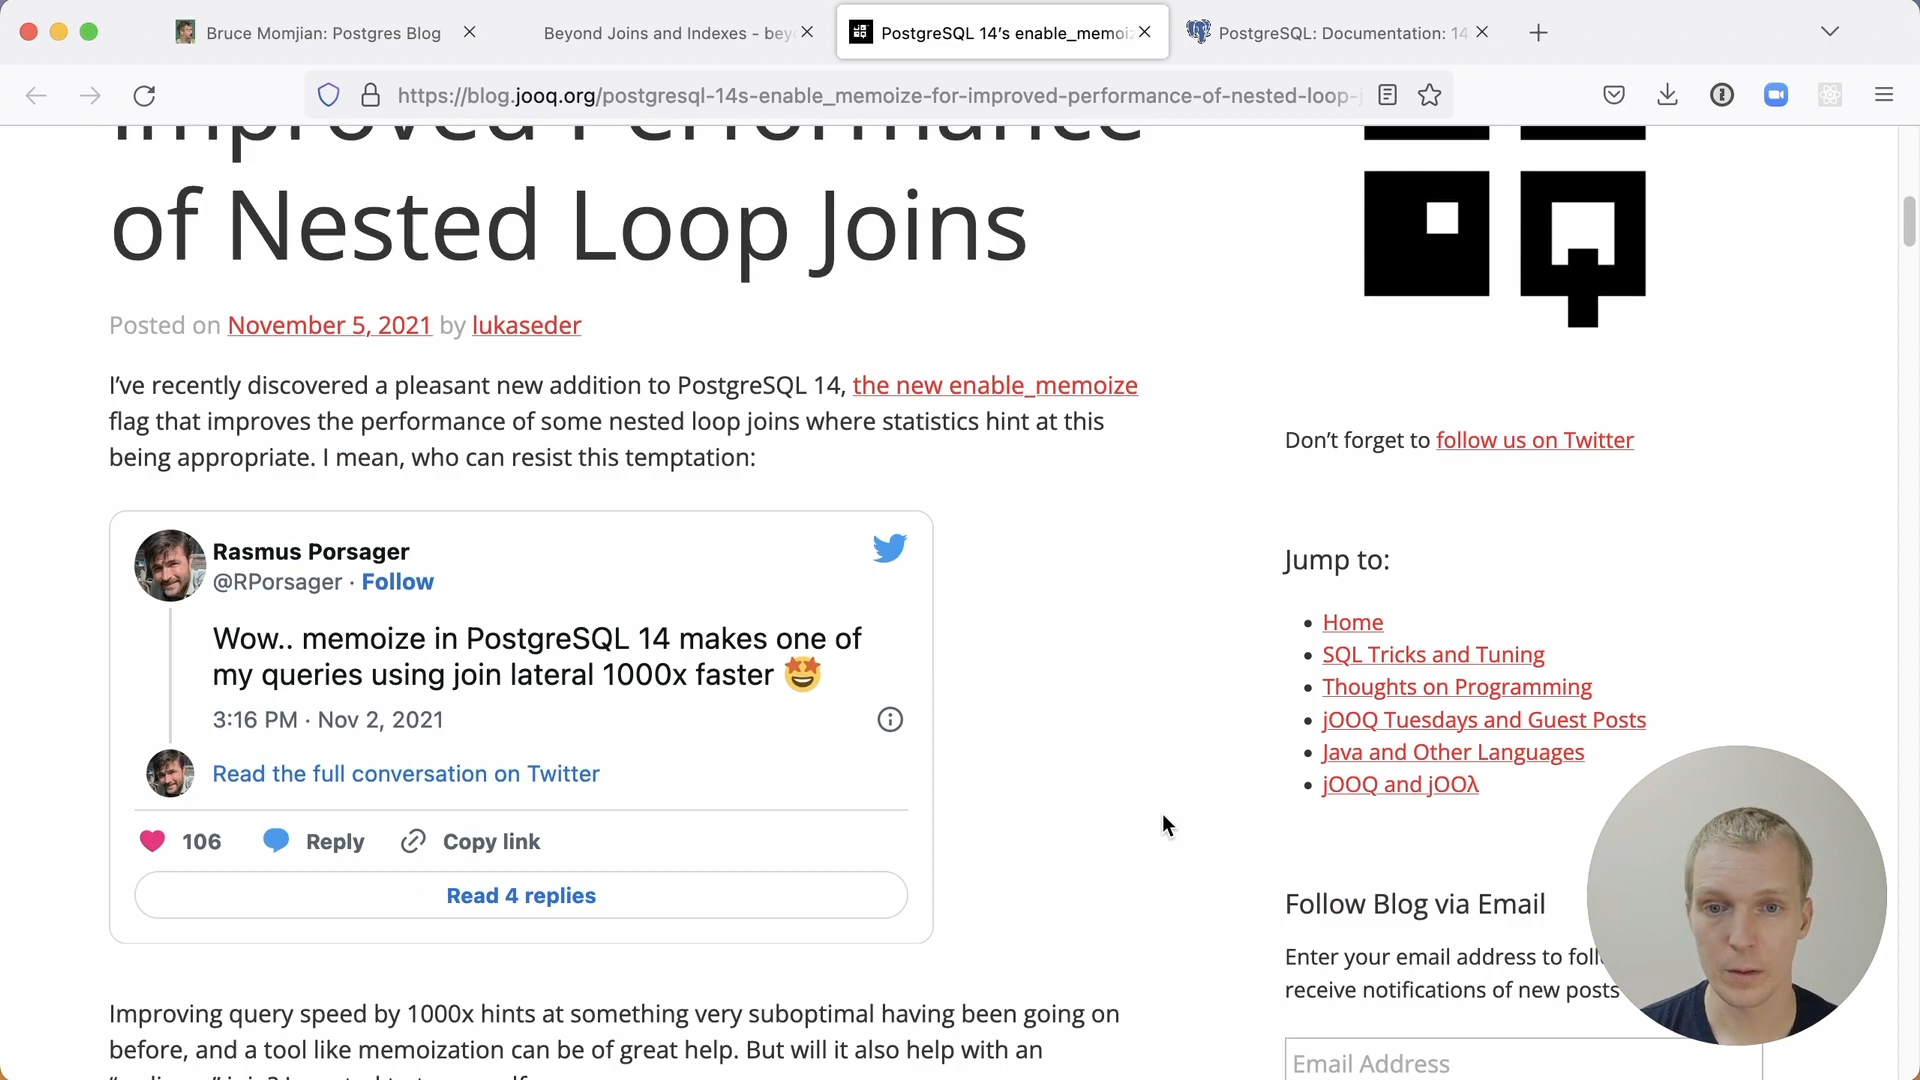 Bruce Momjian: Postgres Blog
Beyond Joins and Indexes - bey
PostgreSQL 14's enable_memoi
PostgreSQL: Documentation: 14
https://blog.jooq.org/postgresql-14s-enable_memoize-for-improved-performance-of-nested-loop-j
Improved Performance
of Nested Loop Joins
Posted on November 5, 2021 by lukaseder
I've recently discovered a pleasant new addition to PostgreSQL 14, the new enable_memoize
flag that improves the performance of some nested loop joins where statistics hint at this
being appropriate. I mean, who can resist this temptation:
Rasmus Porsager
@RPorsager · Follow
Wow.. memoize in PostgreSQL 14 makes one of
my queries using join lateral 1000x faster 🤩
3:16 PM · Nov 2, 2021
Read the full conversation on Twitter
106 Reply Copy link
Read 4 replies
Improving query speed by 1000x hints at something very suboptimal having been going on
before, and a tool like memoization can be of great help. But will it also help with an
Don't forget to follow us on Twitter
Jump to:
Home
SQL Tricks and Tuning
Thoughts on Programming
jOOQ Tuesdays and Guest Posts
Java and Other Languages
jOOQ and jOOλ
Follow Blog via Email
Enter your email address to foll
receive notifications of new posts
Email Address